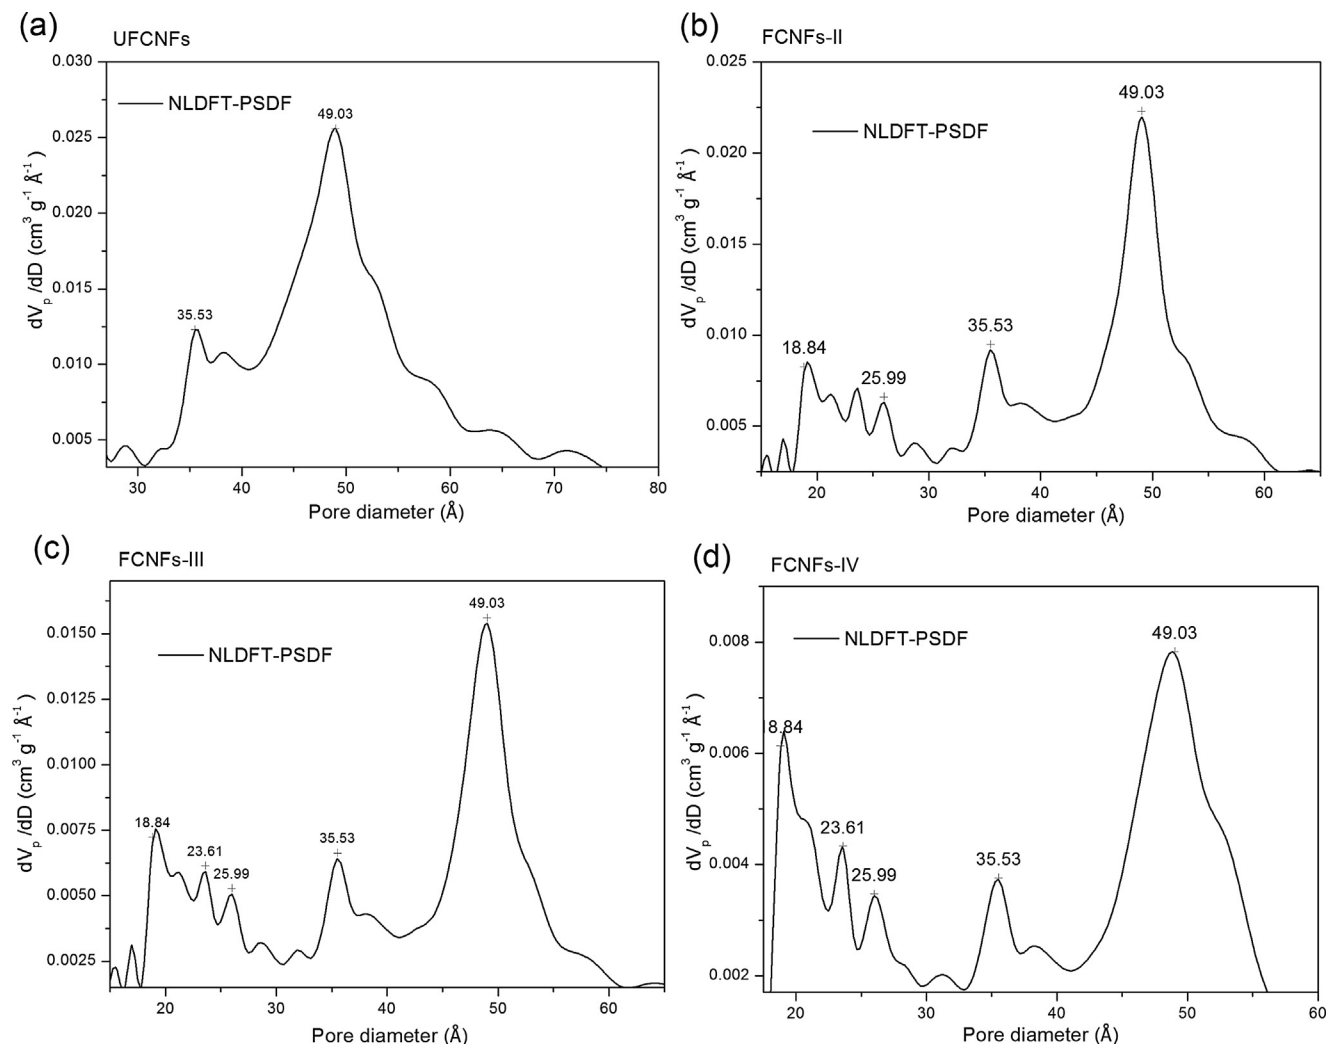 (a)
UFCNFs
NLDFT-PSDF
49.03
35.53
0.030
0.025
0.020
0.015
0.010
0.005
dVp /dD (cm³ g⁻¹ Å⁻¹ )
30 40 50 60 70 80
Pore diameter (Å)
(b)
FCNFs-II
NLDFT-PSDF
49.03
35.53
18.84
25.99
0.025
0.020
0.015
0.010
0.005
dVp /dD (cm³ g⁻¹ Å⁻¹ )
20 30 40 50 60
Pore diameter (Å)
(c)
FCNFs-III
49.03
NLDFT-PSDF
18.84
23.61
25.99
35.53
0.0150
0.0125
0.0100
0.0075
0.0050
0.0025
dVp /dD (cm³ g⁻¹ Å⁻¹ )
20 30 40 50 60
Pore diameter (Å)
(d)
FCNFs-IV
NLDFT-PSDF
49.03
18.84
23.61
25.99
35.53
0.008
0.006
0.004
0.002
dVp /dD (cm³ g⁻¹ Å⁻¹ )
20 30 40 50 60
Pore diameter (Å)